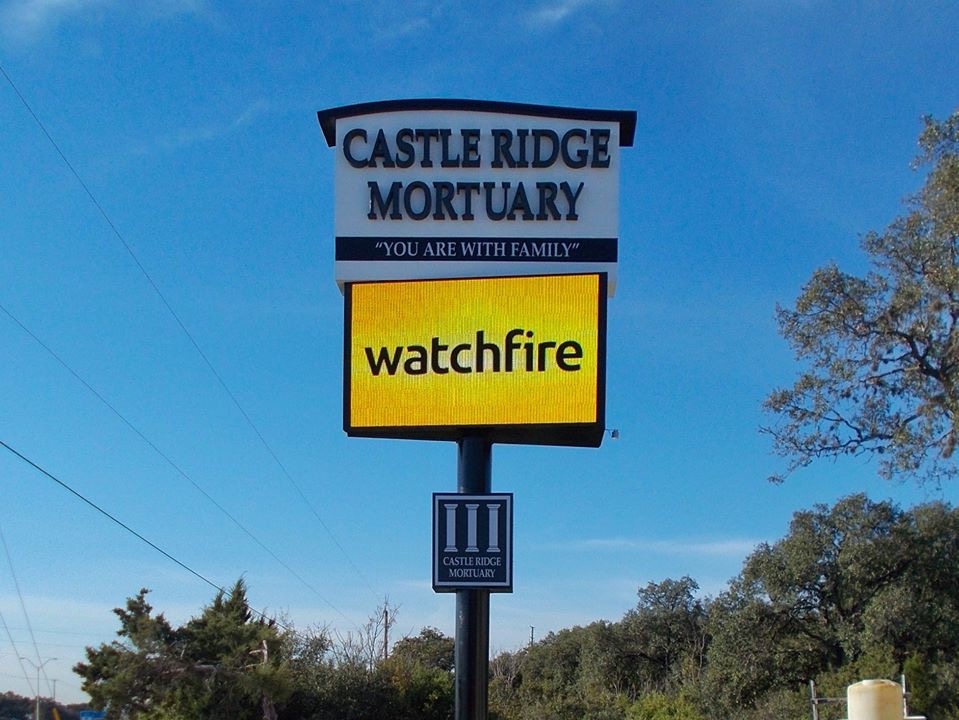 CASTLE RIDGE
MORTUARY
"YOU ARE WITH FAMILY"
watchfire
CASTLE RIDGE
MORTUARY